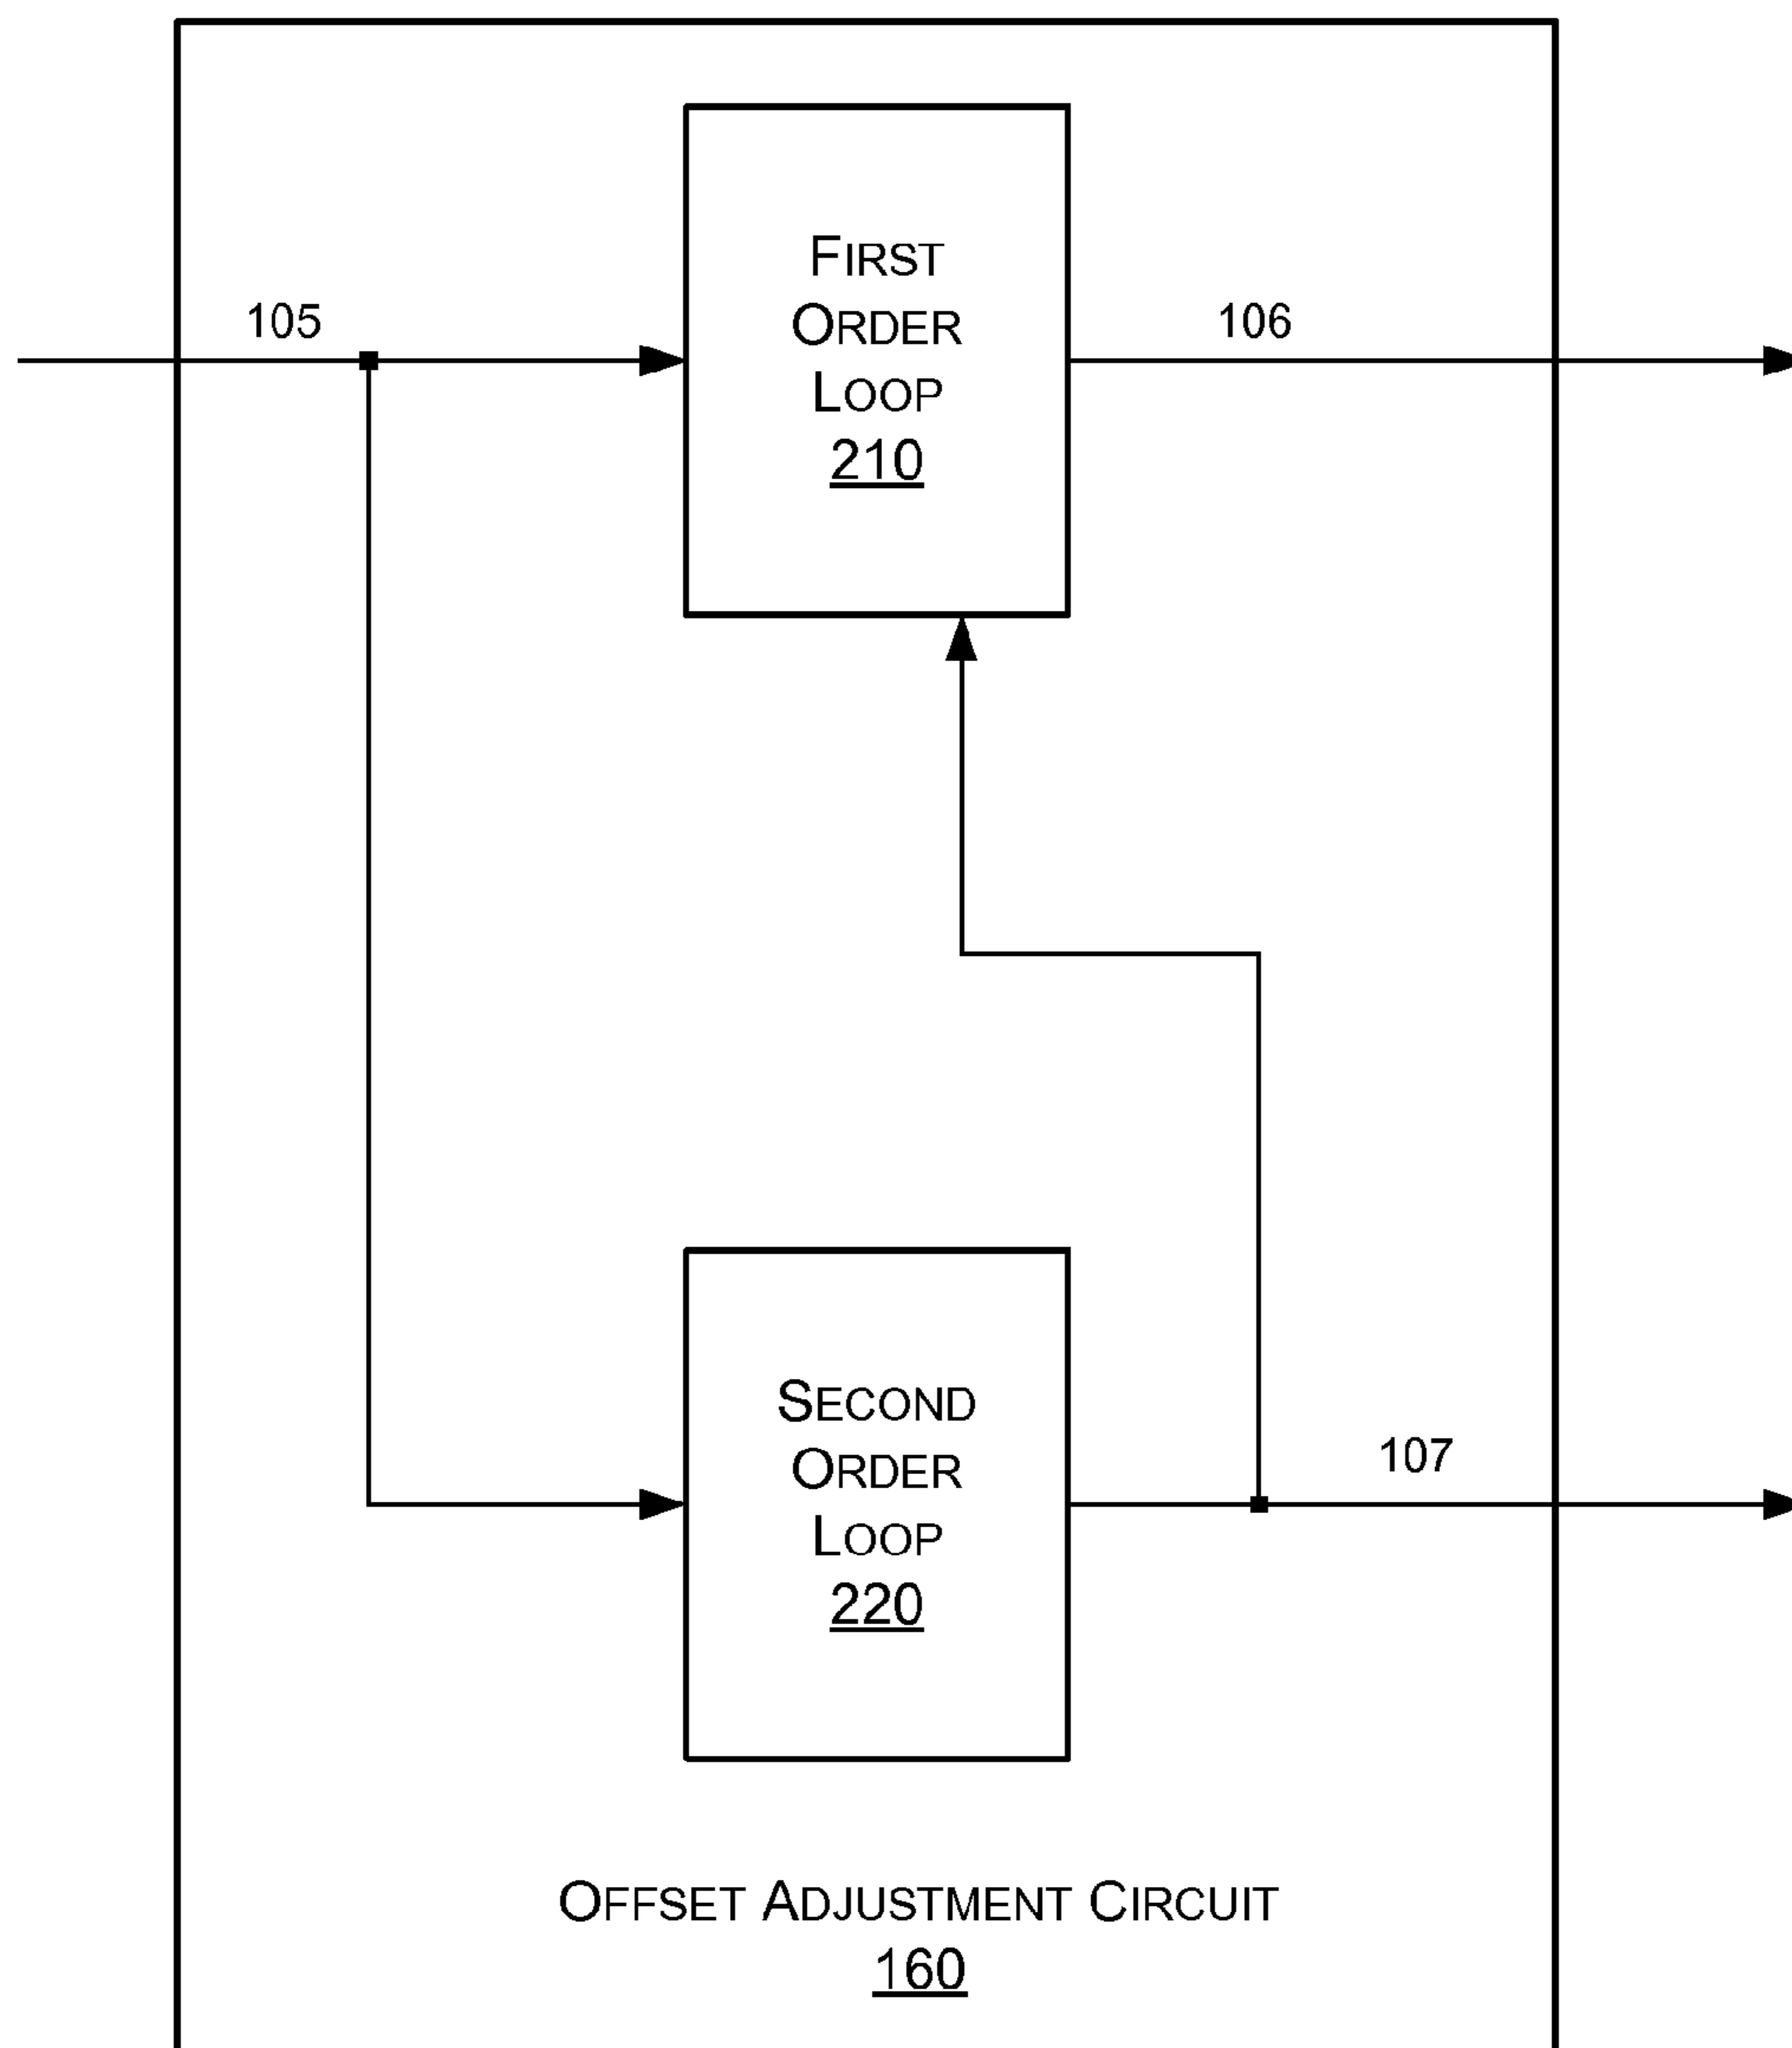 FIRST
ORDER
LOOP
210
105
106
SECOND
ORDER
LOOP
220
107
OFFSET ADJUSTMENT CIRCUIT
160